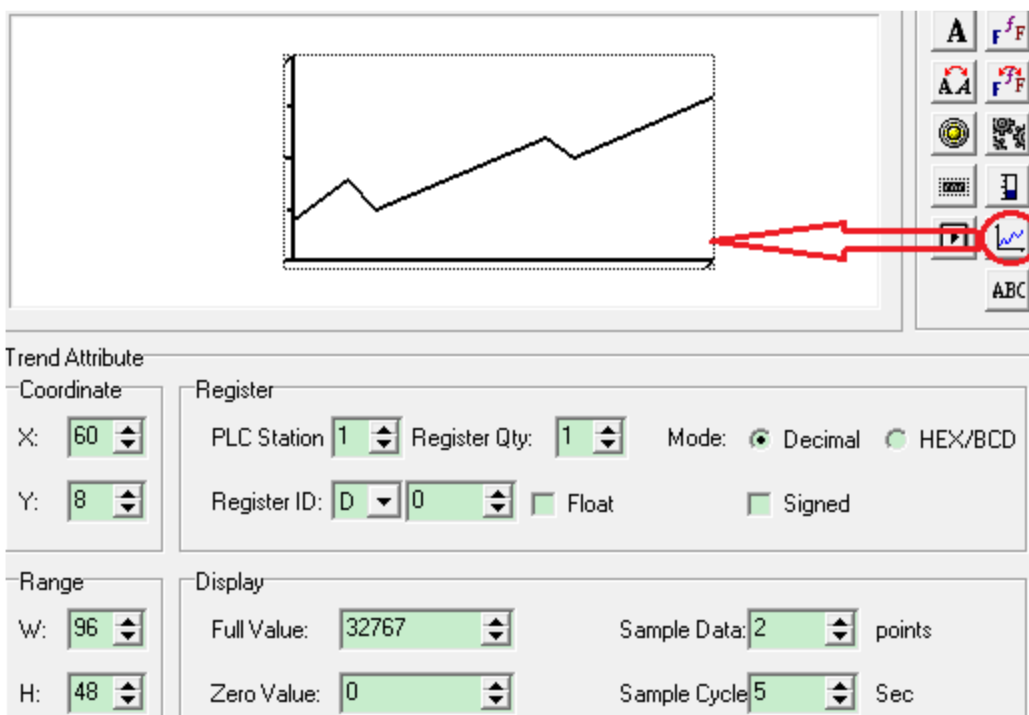 A F f F
A A F f F
ABC
Trend Attribute
Coordinate
X: 60
Y: 8
Register
PLC Station 1 Register Qty: 1 Mode: Decimal HEX/BCD
Register ID: D 0 Float Signed
Range
W: 96
H: 48
Display
Full Value: 32767 Sample Data: 2 points
Zero Value: 0 Sample Cycle 5 Sec